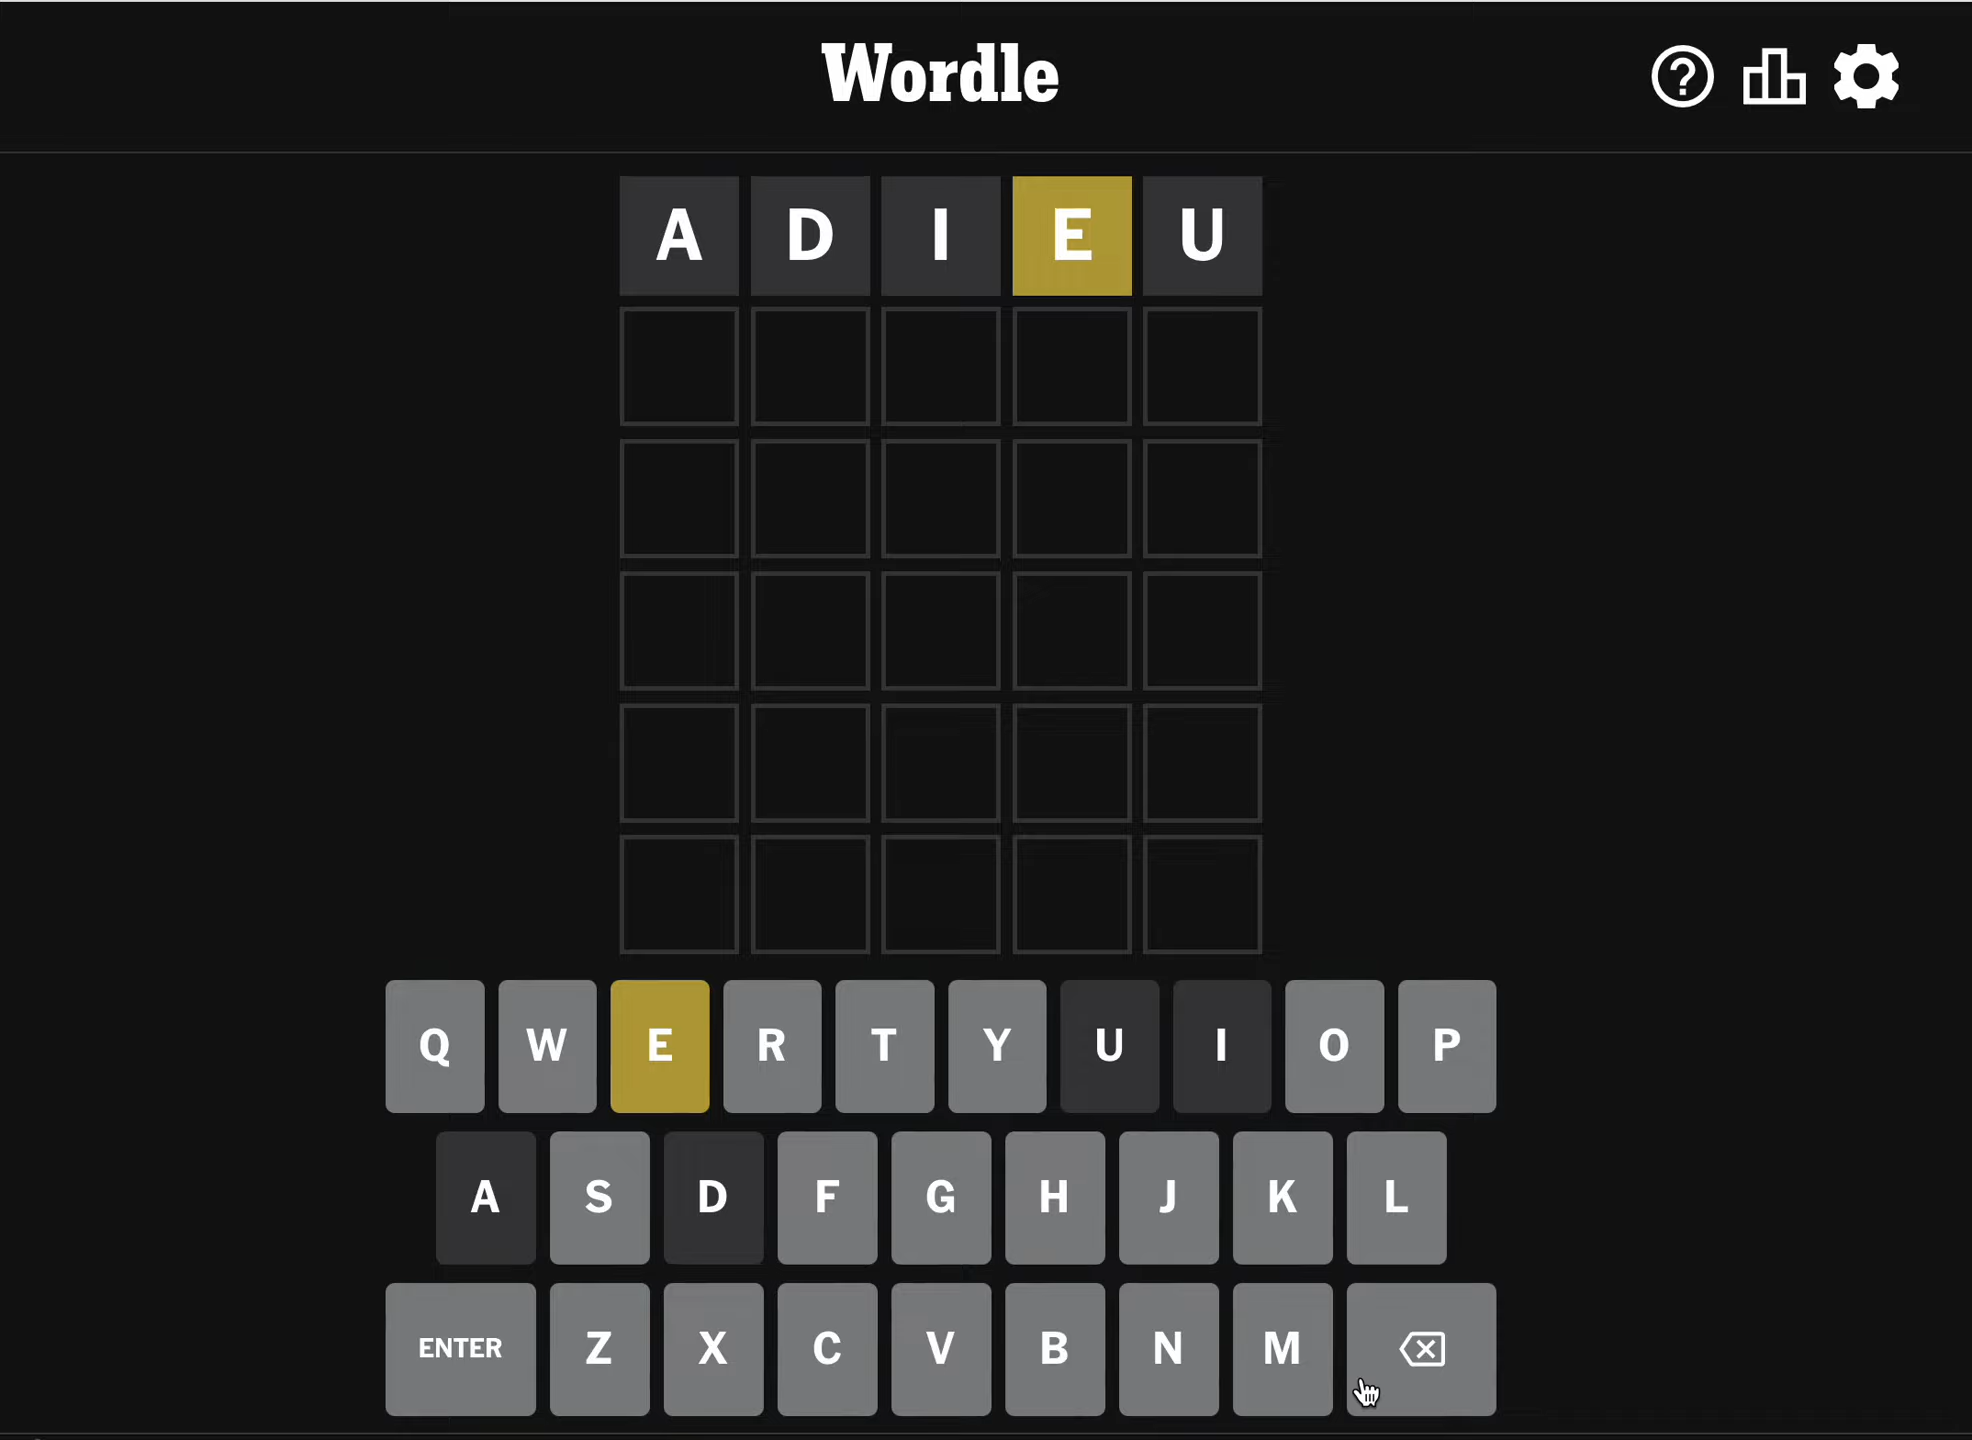 Wordle
A D I E U
Q W E R T Y U I O P
A S D F G H J K L
ENTER Z X C V B N M